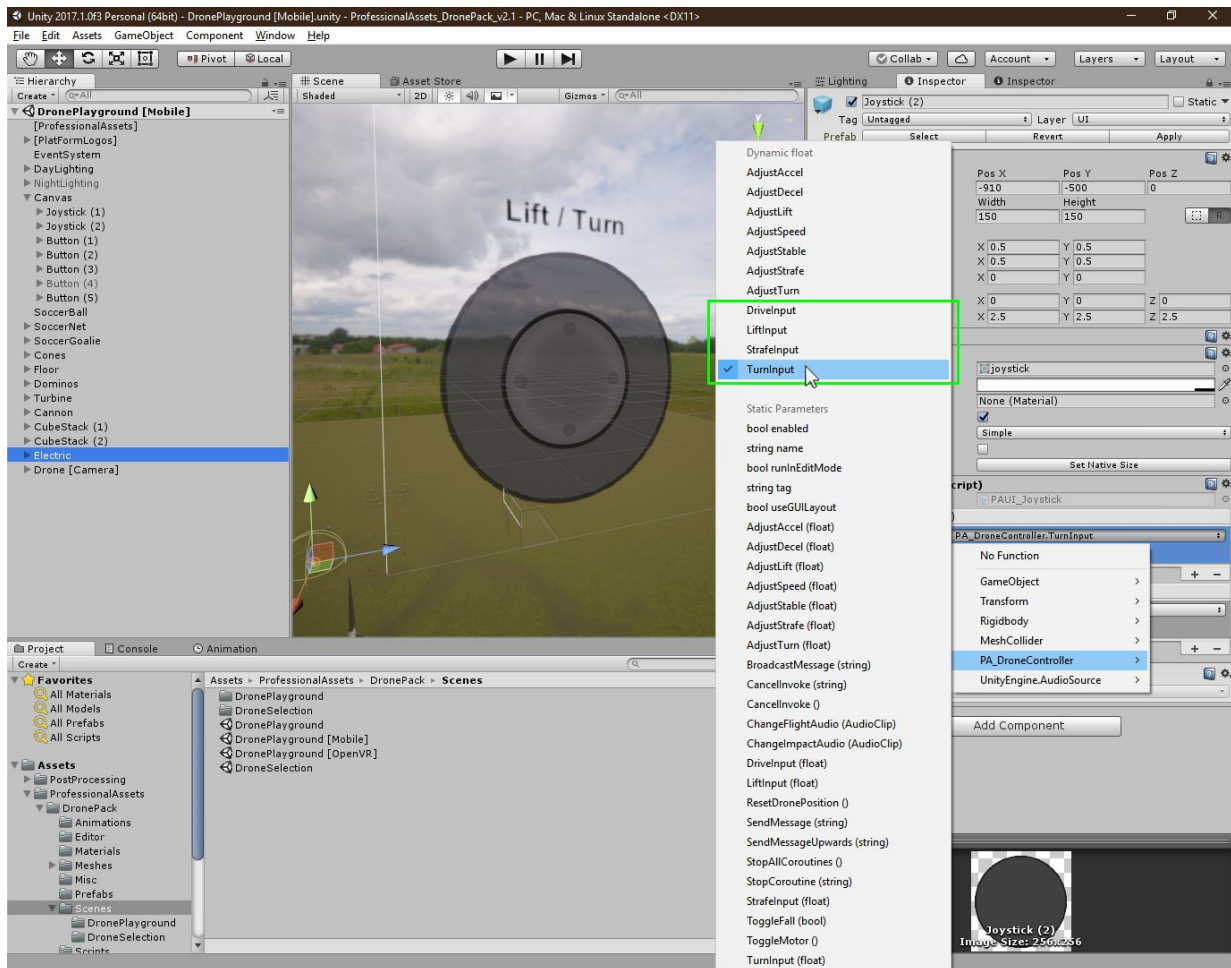 Unity 2017.1.0f3 Personal (64bit) - DronePlayground [Mobile].unity - ProfessionalAssets_DronePack_v2.1 - PC, Mac & Linux Standalone <DX11>
File Edit Assets GameObject Component Window Help
Pivot Local Collab Account Layers Layout
Hierarchy
Create All
DronePlayground [Mobile]
[ProfessionalAssets]
[PlatFormLogos]
EventSystem
DayLighting
NightLighting
Canvas
Joystick (1)
Joystick (2)
Button (1)
Button (2)
Button (3)
Button (4)
Button (5)
SoccerBall
SoccerNet
SoccerGoalie
Cones
Floor
Dominos
Turbine
Cannon
CubeStack (1)
CubeStack (2)
Electric
Drone [Camera]
Scene Asset Store
Shaded 2D Gizmos All
y
Lift / Turn
Dynamic float
AdjustAccel
AdjustDecel
AdjustLift
AdjustSpeed
AdjustStable
AdjustStrafe
AdjustTurn
DriveInput
LiftInput
StrafeInput
TurnInput
Static Parameters
bool enabled
string name
bool runInEditMode
string tag
bool useGUILayout
AdjustAccel (float)
AdjustDecel (float)
AdjustLift (float)
AdjustSpeed (float)
AdjustStable (float)
AdjustStrafe (float)
AdjustTurn (float)
BroadcastMessage (string)
CancelInvoke (string)
CancelInvoke ()
ChangeFlightAudio (AudioClip)
ChangeImpactAudio (AudioClip)
DriveInput (float)
LiftInput (float)
ResetDronePosition ()
SendMessage (string)
SendMessageUpwards (string)
StopAllCoroutines ()
StopCoroutine (string)
StrafeInput (float)
ToggleFall (bool)
ToggleMotor ()
TurnInput (float)
Lighting Inspector Inspector
Joystick (2) Static
Tag Untagged Layer UI
Prefab Select Revert Apply
Pos X Pos Y Pos Z
-910 -500 0
Width Height
150 150 R
X 0.5 Y 0.5
X 0.5 Y 0.5
X 0 Y 0
X 0 Y 0 Z 0
X 2.5 Y 2.5 Z 2.5
joystick
None (Material)
Simple
Set Native Size
cript)
PAUI_Joystick
)
PA_DroneController.TurnInput
No Function
GameObject
Transform
Rigidbody
MeshCollider
PA_DroneController
UnityEngine.AudioSource
+ -
+ -
Add Component
Joystick (2)
Image Size: 256x256
Project Console Animation
Create
Favorites
All Materials
All Models
All Prefabs
All Scripts
Assets
PostProcessing
ProfessionalAssets
DronePack
Animations
Editor
Materials
Meshes
Misc
Prefabs
Scenes
DronePlayground
DroneSelection
Scripts
Assets ▸ ProfessionalAssets ▸ DronePack ▸ Scenes
DronePlayground
DroneSelection
DronePlayground
DronePlayground [Mobile]
DronePlayground [OpenVR]
DroneSelection